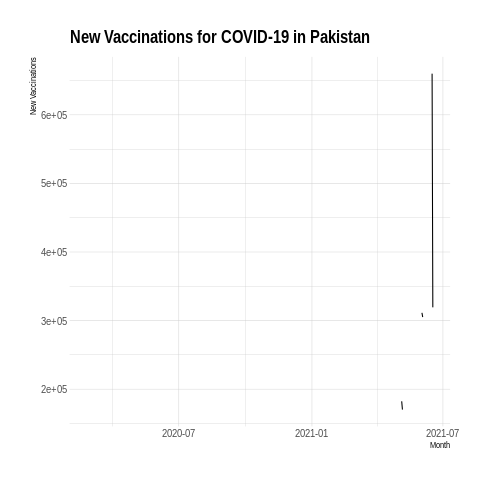 New Vaccinations for COVID-19 in Pakistan
New Vaccinations
6e+05
5e+05
4e+05
3e+05
2e+05
2020-07
2021-01
2021-07
Month